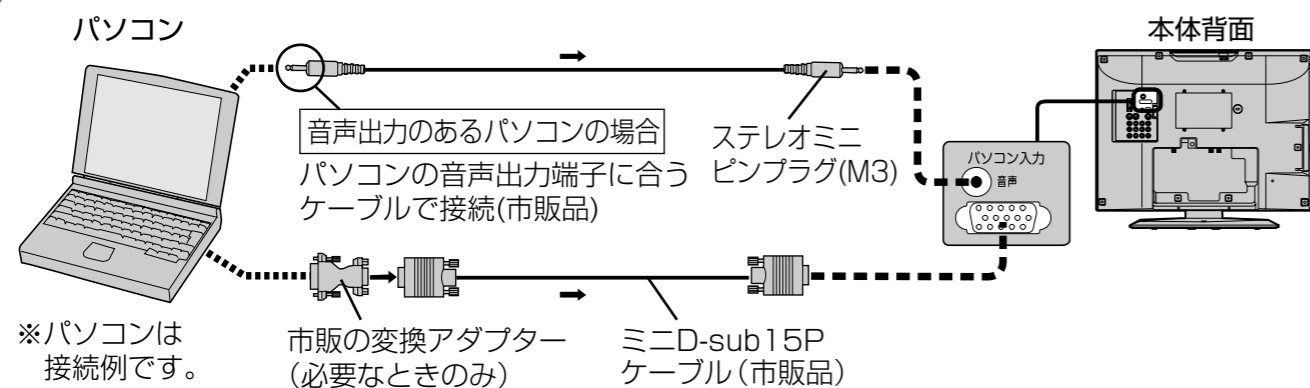 パソコン
本体背面
音声出力のあるパソコンの場合
パソコンの音声出力端子に合う
ケーブルで接続(市販品)
ステレオミニ
ピンプラグ(M3)
パソコン入力
音声
※パソコンは
接続例です。
市販の変換アダプター
(必要なときのみ)
ミニD-sub15P
ケーブル(市販品)